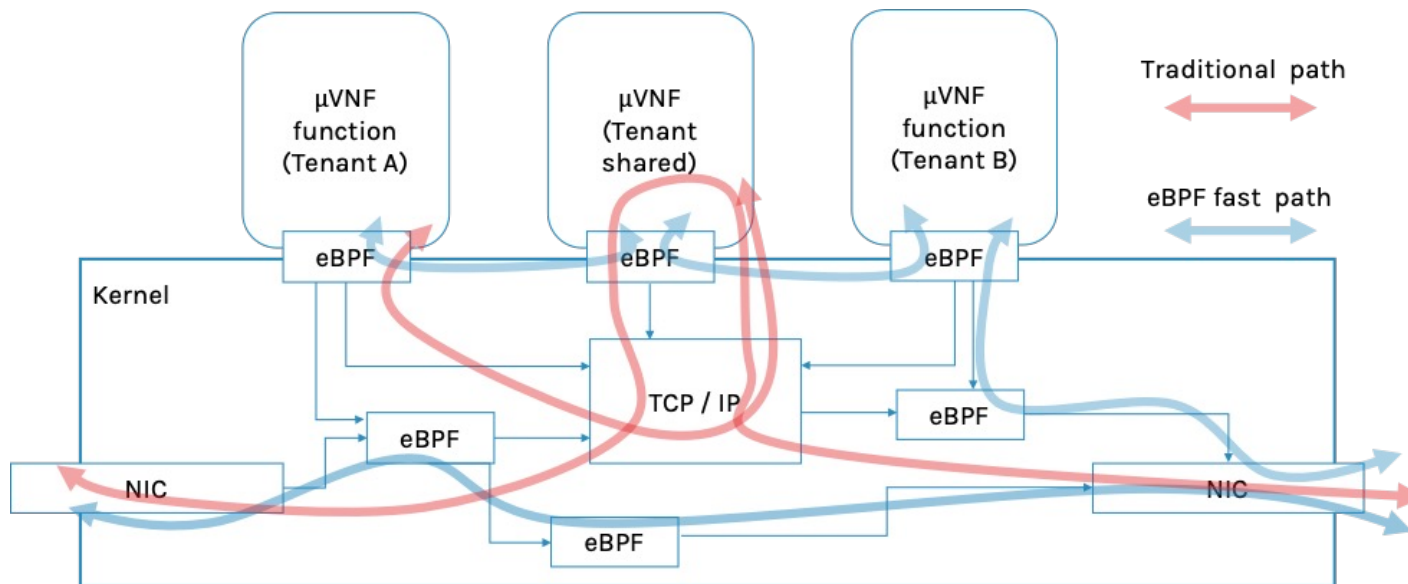 μVNF
function
(Tenant A)
μVNF
(Tenant
shared)
μVNF
function
(Tenant B)
Traditional path
eBPF fast path
eBPF
eBPF
eBPF
Kernel
TCP / IP
eBPF
eBPF
NIC
NIC
eBPF